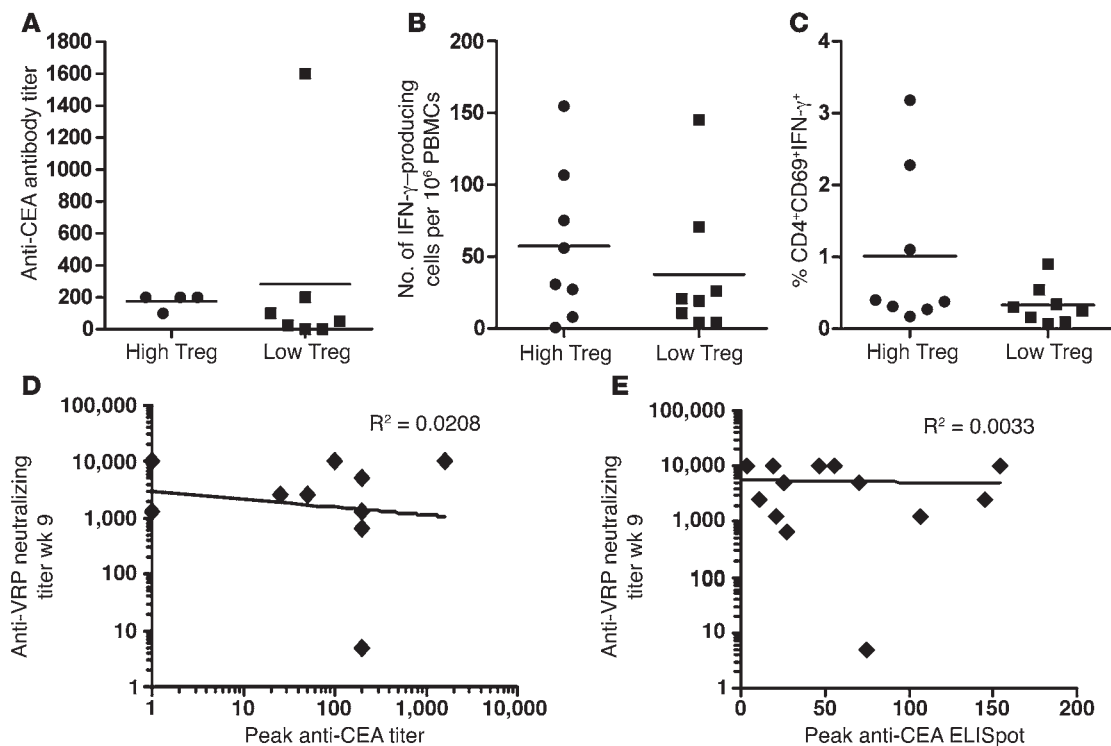 A
1800
1600
1400
1200
1000
800
600
400
200
0
Anti-CEA antibody titer
High Treg
Low Treg
B
200
150
100
50
0
No. of IFN-γ–producing
cells per 10⁶ PBMCs
High Treg
Low Treg
C
4
3
2
1
0
% CD4⁺CD69⁺IFN-γ⁺
High Treg
Low Treg
D
100,000
10,000
1,000
100
10
1
Anti-VRP neutralizing
titer wk 9
R² = 0.0208
1
10
100
1,000
10,000
Peak anti-CEA titer
E
100,000
10,000
1,000
100
10
1
Anti-VRP neutralizing
titer wk 9
R² = 0.0033
0
50
100
150
200
Peak anti-CEA ELISpot